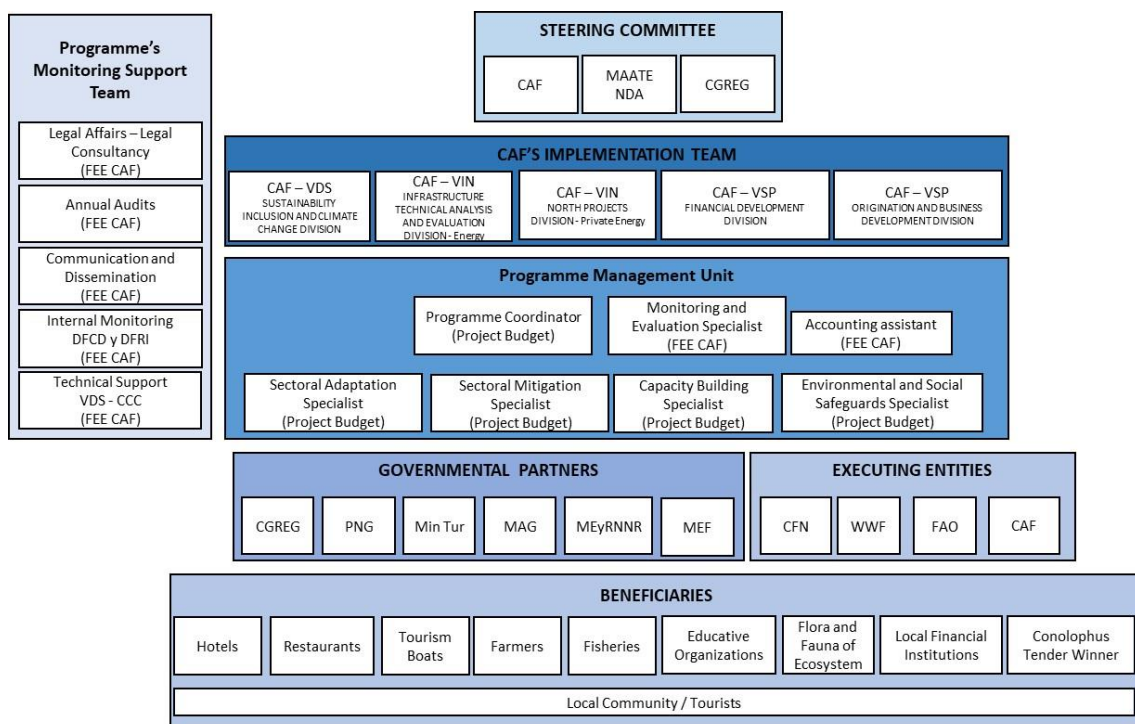 Programme's
Monitoring Support
Team
Legal Affairs – Legal
Consultancy
(FEE CAF)
Annual Audits
(FEE CAF)
Communication and
Dissemination
(FEE CAF)
Internal Monitoring
DFCD y DFRI
(FEE CAF)
Technical Support
VDS - CCC
(FEE CAF)
STEERING COMMITTEE
CAF
MAATE
NDA
CGREG
CAF'S IMPLEMENTATION TEAM
CAF – VDS
SUSTAINABILITY
INCLUSION AND CLIMATE
CHANGE DIVISION
CAF – VIN
INFRASTRUCTURE
TECHNICAL ANALYSIS
AND EVALUATION
DIVISION - Energy
CAF – VIN
NORTH PROJECTS
DIVISION - Private Energy
CAF – VSP
FINANCIAL DEVELOPMENT
DIVISION
CAF – VSP
ORIGINATION AND BUSINESS
DEVELOPMENT DIVISION
Programme Management Unit
Programme Coordinator
(Project Budget)
Monitoring and
Evaluation Specialist
(FEE CAF)
Accounting assistant
(FEE CAF)
Sectoral Adaptation
Specialist
(Project Budget)
Sectoral Mitigation
Specialist
(Project Budget)
Capacity Building
Specialist
(Project Budget)
Environmental and Social
Safeguards Specialist
(Project Budget)
GOVERNMENTAL PARTNERS
CGREG
PNG
Min Tur
MAG
MEyRNNR
MEF
EXECUTING ENTITIES
CFN
WWF
FAO
CAF
BENEFICIARIES
Hotels
Restaurants
Tourism
Boats
Farmers
Fisheries
Educative
Organizations
Flora and
Fauna of
Ecosystem
Local Financial
Institutions
Conolophus
Tender Winner
Local Community / Tourists